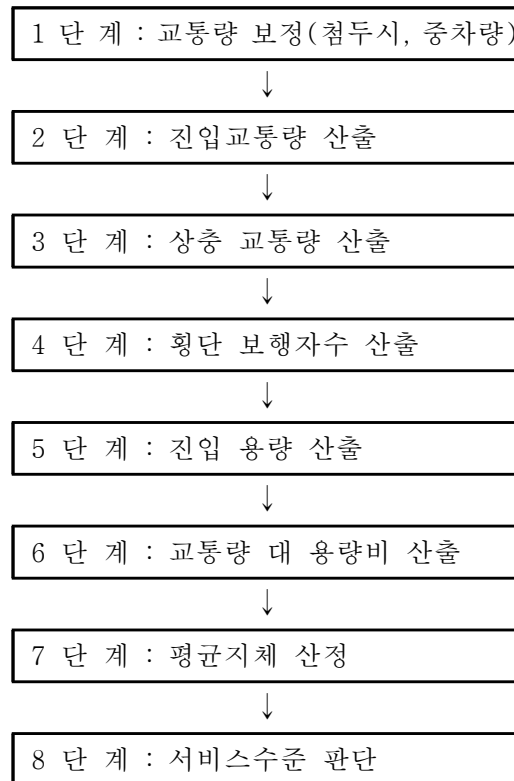 1 단 계 : 교통량 보정(첨두시, 중차량)
↓
2 단 계 : 진입교통량 산출
↓
3 단 계 : 상충 교통량 산출
↓
4 단 계 : 횡단 보행자수 산출
↓
5 단 계 : 진입 용량 산출
↓
6 단 계 : 교통량 대 용량비 산출
↓
7 단 계 : 평균지체 산정
↓
8 단 계 : 서비스수준 판단